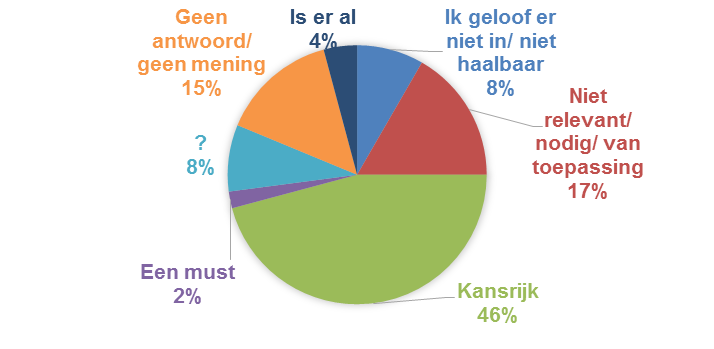 Is er al
4%
Ik geloof er
niet in/ niet
haalbaar
8%
Niet
relevant/
nodig/ van
toepassing
17%
Kansrijk
46%
Een must
2%
?
8%
Geen
antwoord/
geen mening
15%